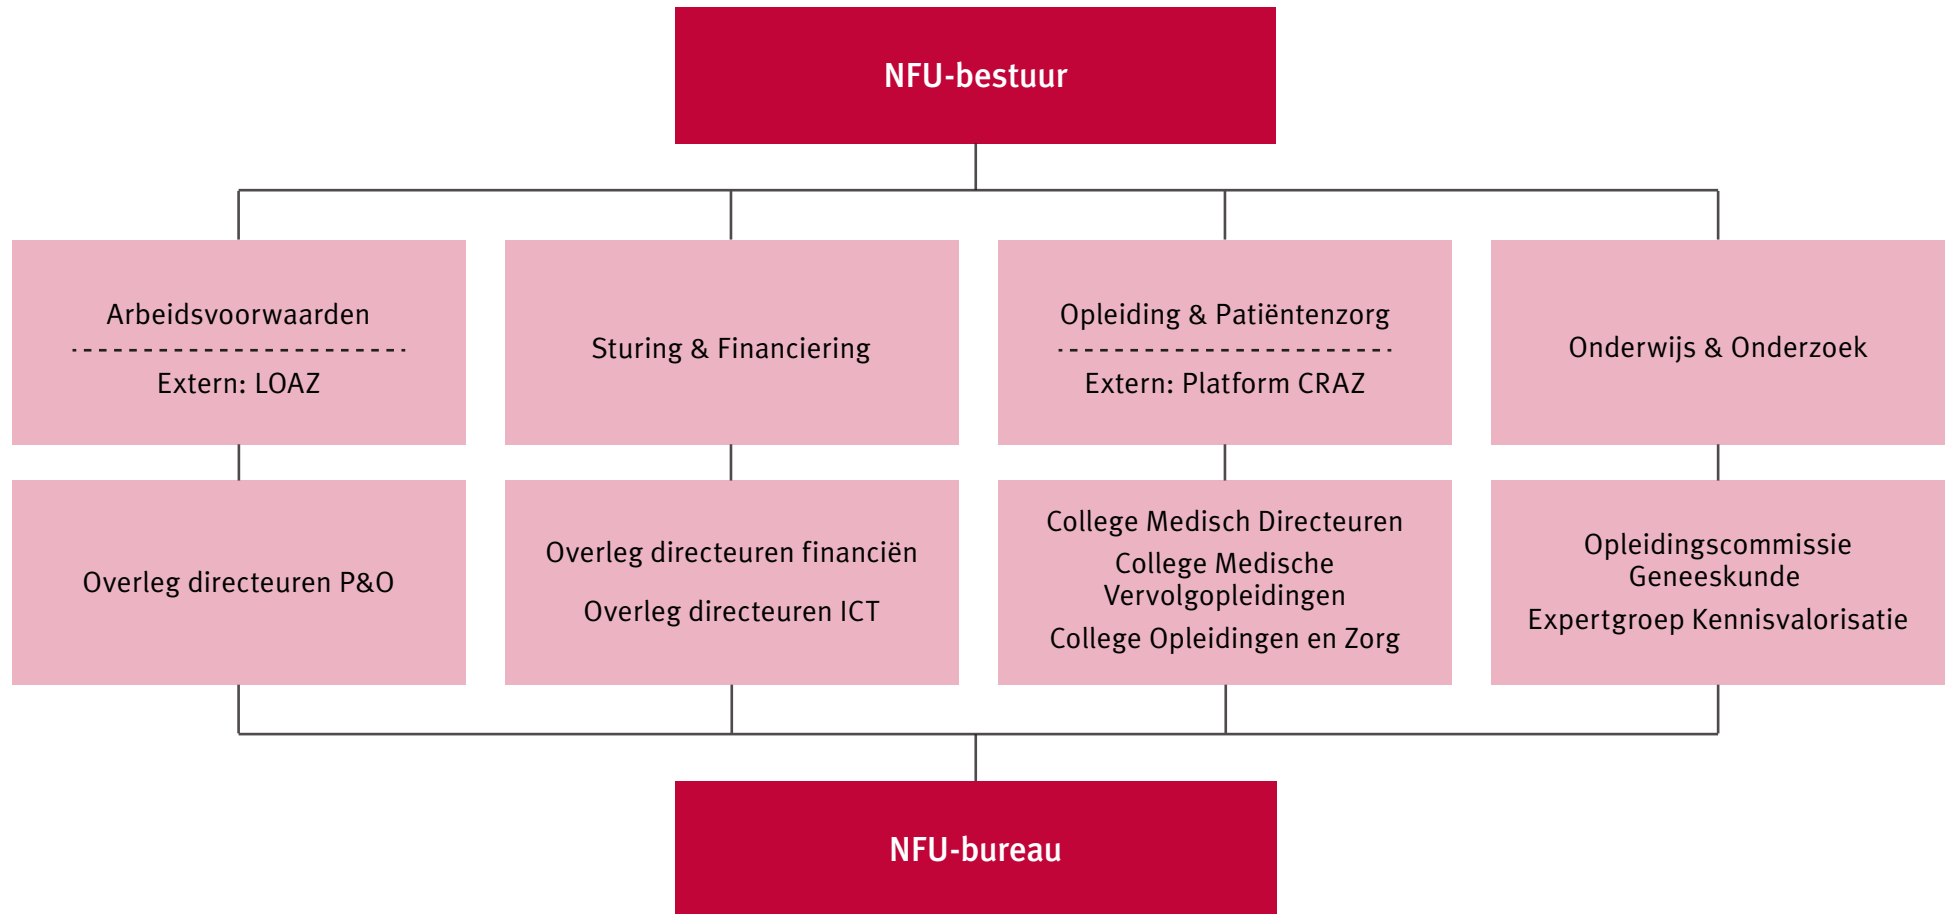 NFU-bestuur
Arbeidsvoorwaarden
Extern: LOAZ
Sturing & Financiering
Opleiding & Patiëntenzorg
Extern: Platform CRAZ
Onderwijs & Onderzoek
Overleg directeuren P&O
Overleg directeuren financiën
Overleg directeuren ICT
College Medisch Directeuren
College Medische
Vervolgopleidingen
College Opleidingen en Zorg
Opleidingscommissie
Geneeskunde
Expertgroep Kennisvalorisatie
NFU-bureau